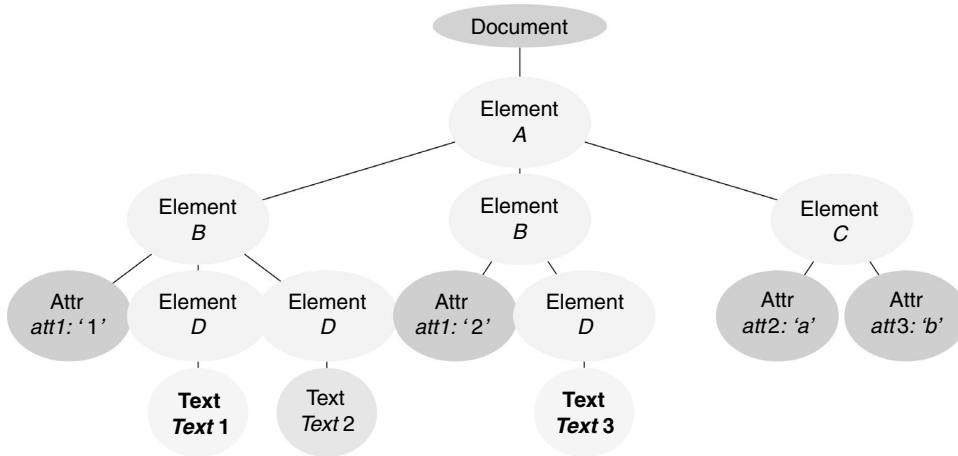 Document
Element
A
Element
B
Element
B
Element
C
Attr
att1: ‘1’
Element
D
Element
D
Attr
att1: ‘2’
Element
D
Attr
att2: ‘a’
Attr
att3: ‘b’
Text
Text 1
Text
Text 2
Text
Text 3